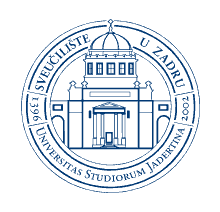 SVEUČILIŠTE U ZADRU
1396
2002
UNIVERSITAS STUDIORUM JADERTINA